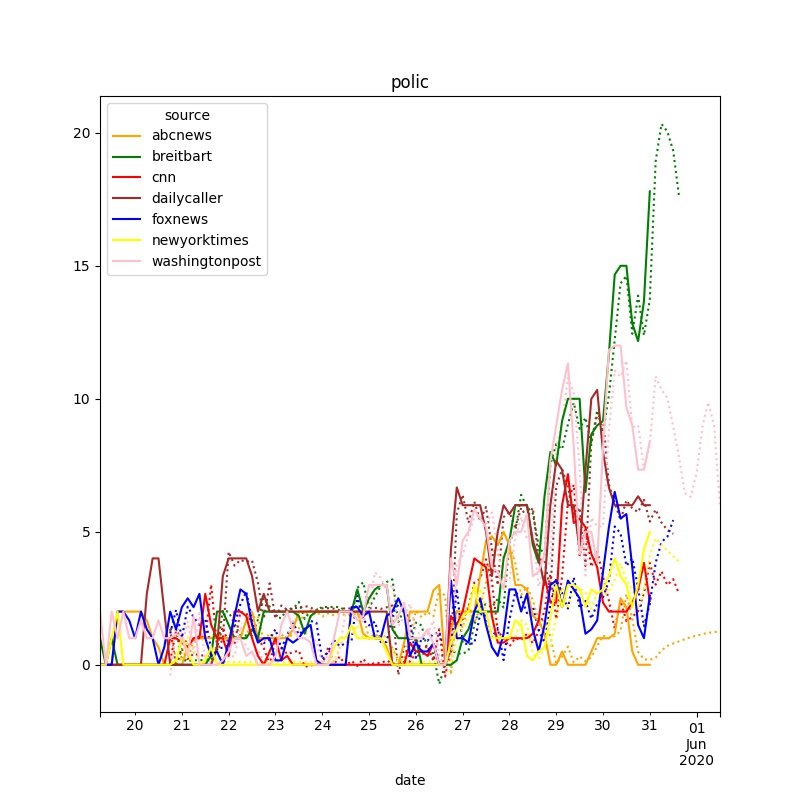 polic
source
abcnews
breitbart
cnn
dailycaller
foxnews
newyorktimes
washingtonpost
20
15
10
5
0
20 21 22 23 24 25 26 27 28 29 30 31 01
Jun
2020
date